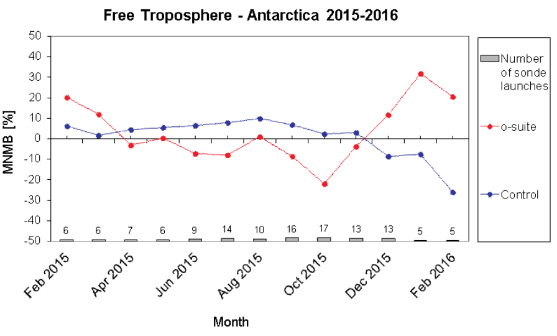 Free Troposphere - Antarctica 2015-2016
50
40
30
20
10
0
-10
-20
-30
-40
-50
MNMB [%]
6 6 7 6 9 14 10 16 17 13 13 5 5
Feb 2015 Apr 2015 Jun 2015 Aug 2015 Oct 2015 Dec 2015 Feb 2016
Month
Number
of sonde
launches
o-suite
Control